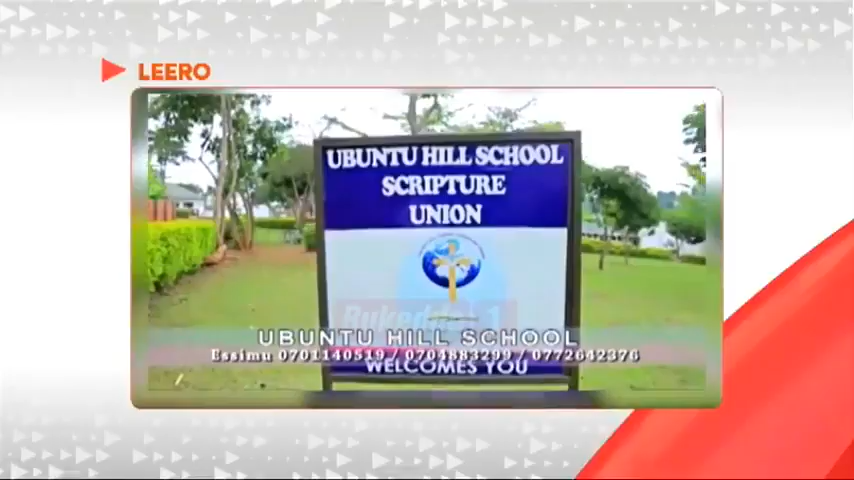 LEERO
UBUNTU HILL SCHOOL
SCRIPTURE
UNION
UBUNTU HILL SCHOOL
Essimu 0701140519 / 0704883299 / 0772642376
WELCOMES YOU